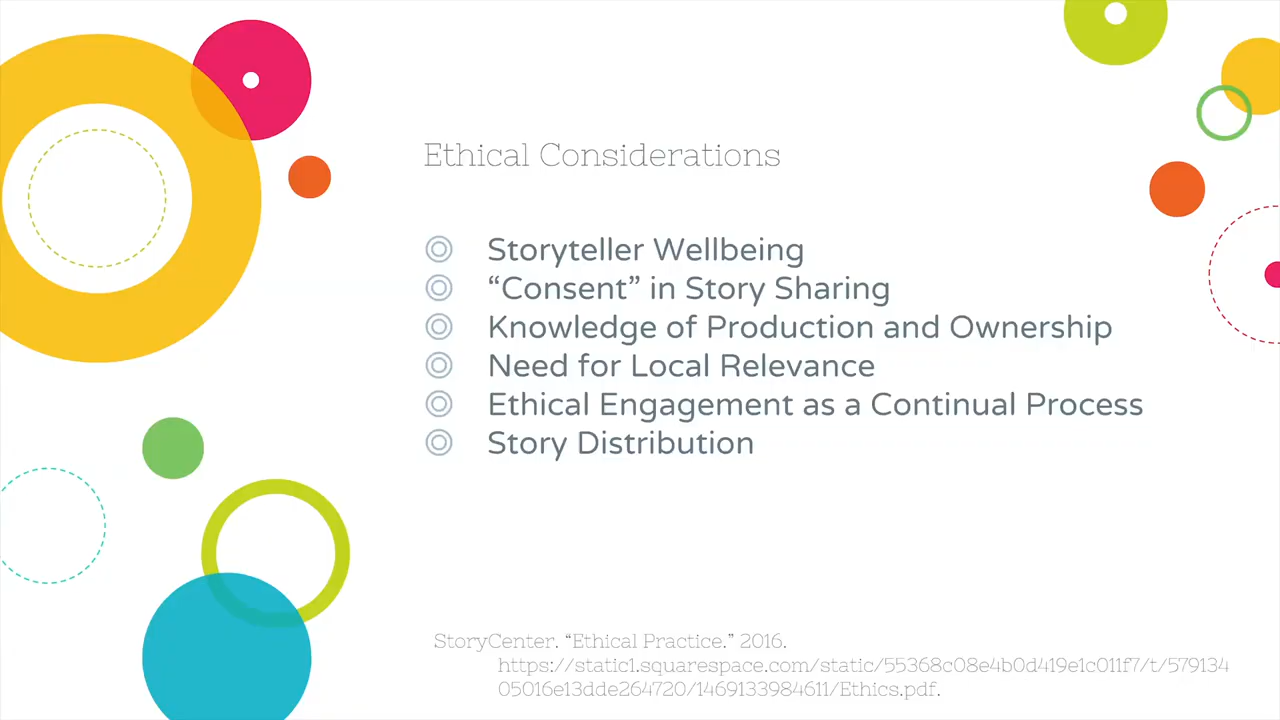 Ethical Considerations
Storyteller Wellbeing
“Consent” in Story Sharing
Knowledge of Production and Ownership
Need for Local Relevance
Ethical Engagement as a Continual Process
Story Distribution
StoryCenter. “Ethical Practice.” 2016.
https://static1.squarespace.com/static/55368c08e4b0d419e1c011f7/t/579134
05016e13dde264720/1469133984611/Ethics.pdf.